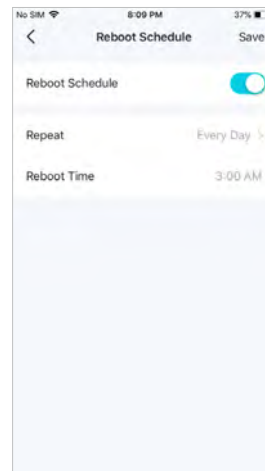 No SIM 8:09 PM 37%
Reboot Schedule Save
Reboot Schedule
Repeat Every Day
Reboot Time 3:00 AM